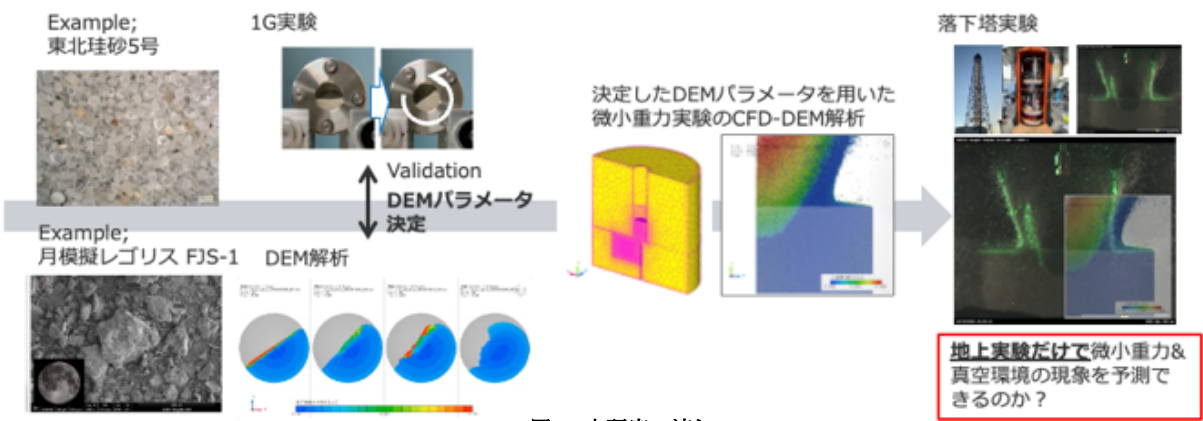 Example;
東北珪砂5号
1G実験
Validation
DEMパラメータ
決定
Example;
月模擬レゴリス FJS-1
DEM解析
決定したDEMパラメータを用いた
微小重力実験のCFD-DEM解析
落下塔実験
地上実験だけで微小重力&
真空環境の現象を予測で
きるのか？